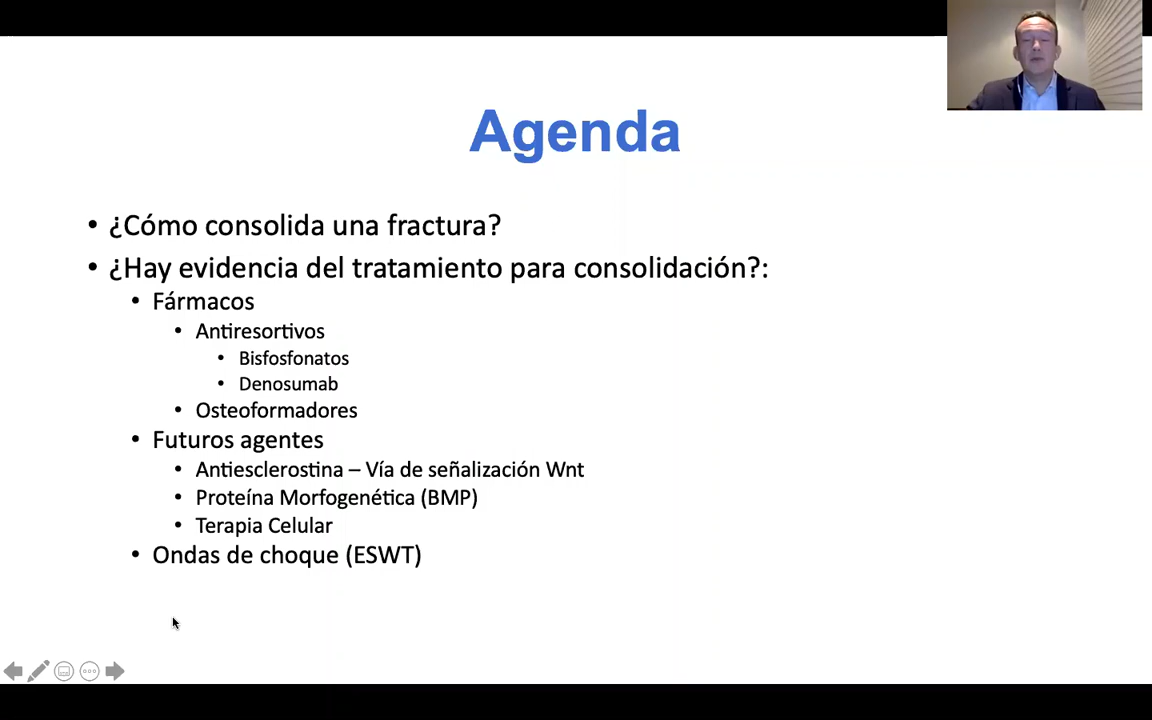 Agenda
• ¿Cómo consolida una fractura?
• ¿Hay evidencia del tratamiento para consolidación?:
• Fármacos
• Antiresortivos
• Bisfosfonatos
• Denosumab
• Osteoformadores
• Futuros agentes
• Antiesclerostina – Vía de señalización Wnt
• Proteína Morfogenética (BMP)
• Terapia Celular
• Ondas de choque (ESWT)